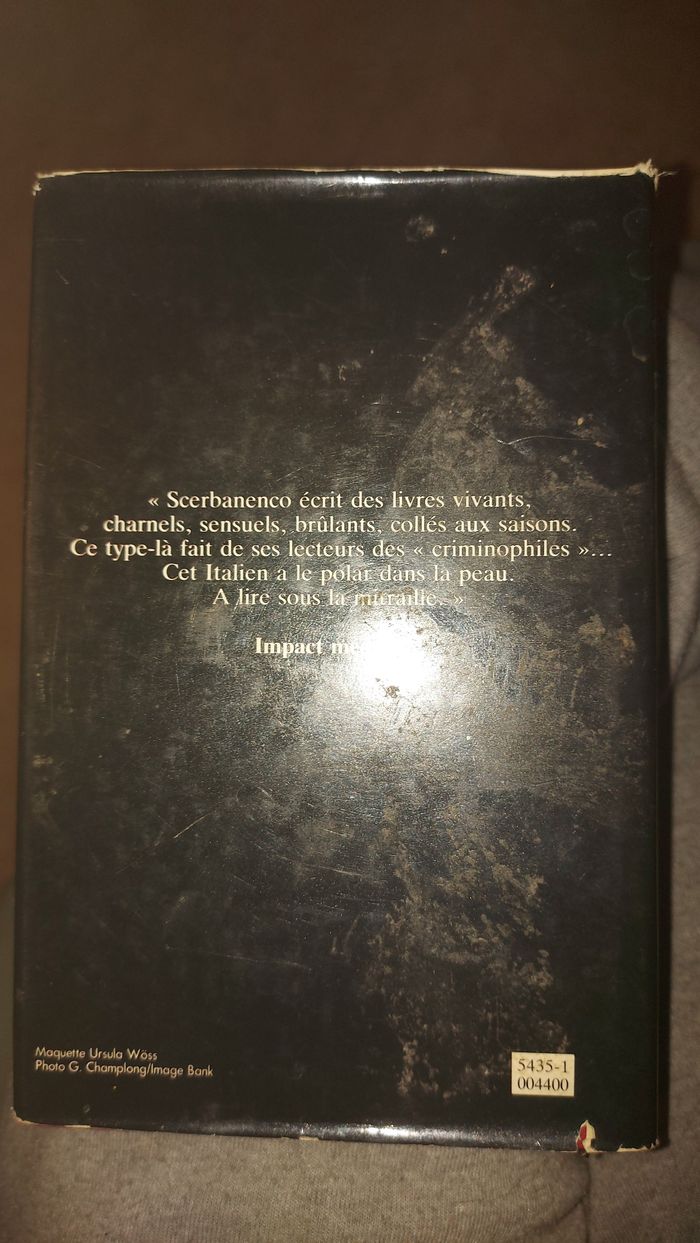 « Scerbanenco écrit des livres vivants,
charnels, sensuels, brûlants, collés aux saisons.
Ce type-là fait de ses lecteurs des « criminophiles »...
Cet Italien a le polar dans la peau.
A lire sous la mitraille. »
Impact
Maquette Ursula Wöss
Photo G. Champlong/Image Bank
5435-1
004400